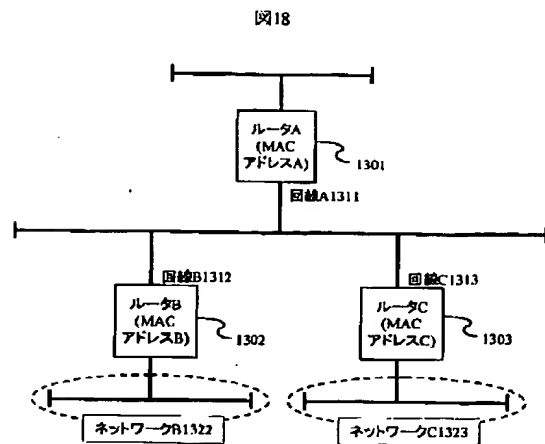 図18
ルータA
(MAC
アドレスA)
1301
回線A1311
回線B1312
回線C1313
ルータB
(MAC
アドレスB)
1302
ルータC
(MAC
アドレスC)
1303
ネットワークB1322
ネットワークC1323